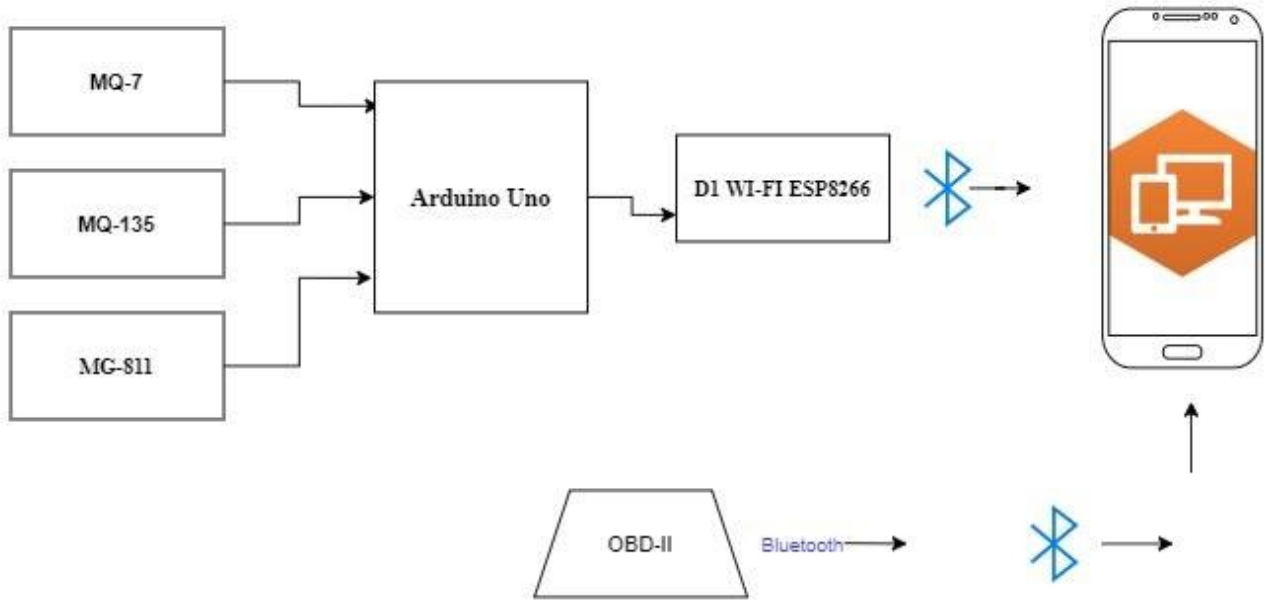 MQ-7
MQ-135
MG-811
Arduino Uno
D1 WI-FI ESP8266
OBD-II
Bluetooth